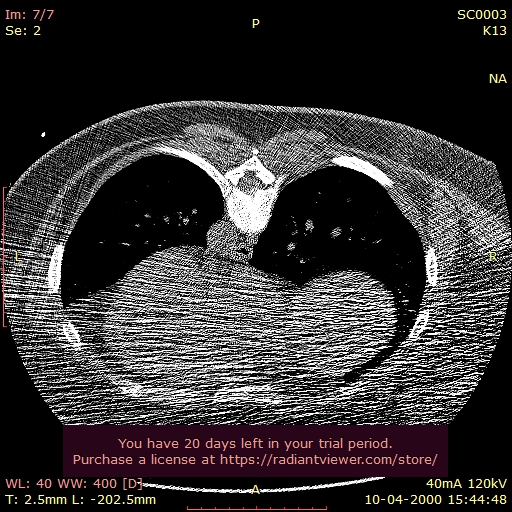 Im: 7/7
Se: 2
P
SC0003
K13
NA
L
R
You have 20 days left in your trial period.
Purchase a license at https://radiantviewer.com/store/
WL: 40 WW: 400 [D]
T: 2.5mm L: -202.5mm
A
40mA 120kV
10-04-2000 15:44:48